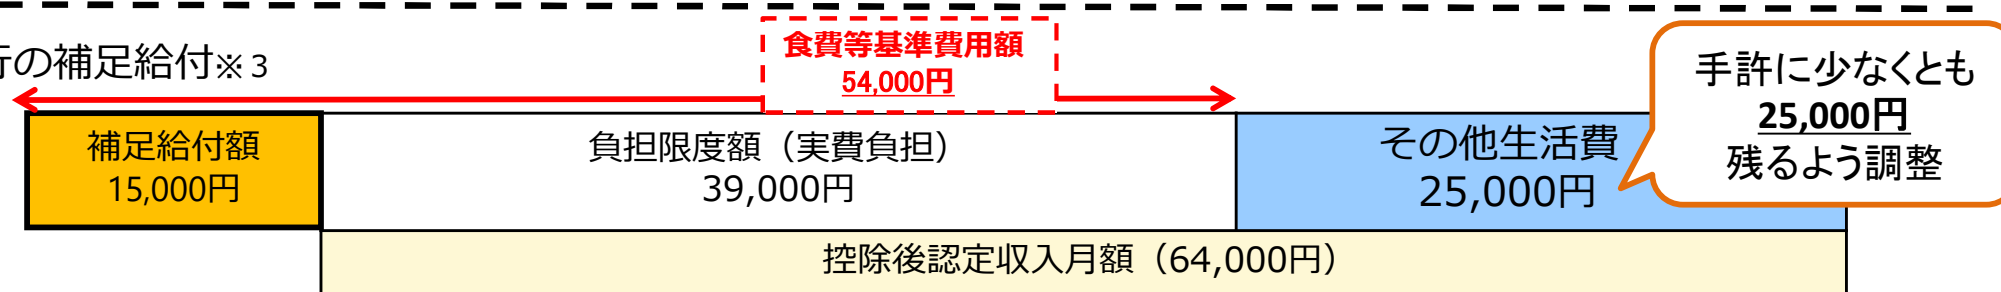 の補足給付※3
食費等基準費用額
54,000円
手許に少なくとも
25,000円
残るよう調整
補足給付額
15,000円
負担限度額（実費負担）
39,000円
その他生活費
25,000円
控除後認定収入月額（64,000円）